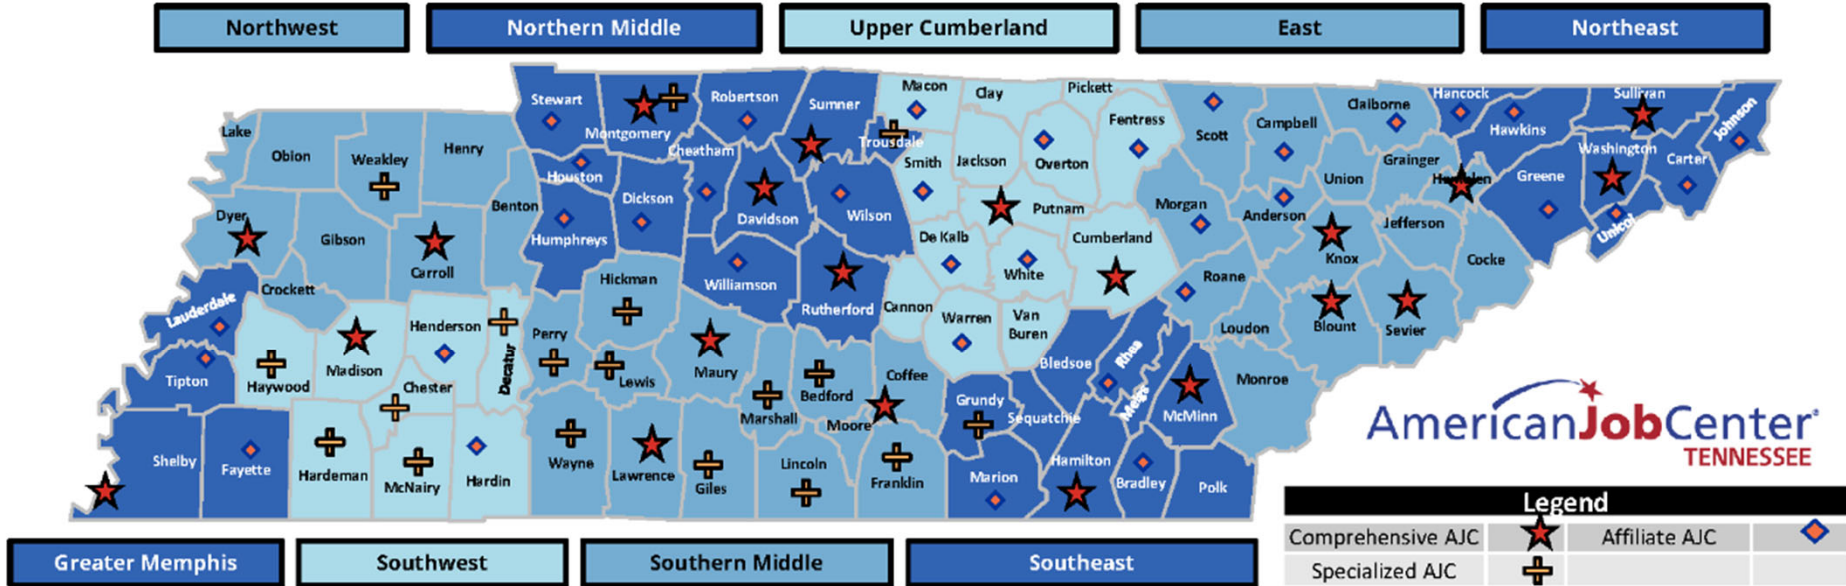 Northwest
Northern Middle
Upper Cumberland
East
Northeast
Lake
Obion
Weakley
Henry
Stewart
Montgomery
Robertson
Sumner
Trousdale
Macon
Clay
Pickett
Fentress
Scott
Campbell
Claiborne
Hancock
Hawkins
Sullivan
Johnson
Cheatham
Houston
Dickson
Humphreys
Benton
Davidson
Wilson
Smith
Jackson
Overton
Putnam
Morgan
Anderson
Union
Grainger
Greene
Washington
Carter
Unicoi
Dyer
Gibson
Carroll
Crockett
Lauderdale
Hickman
Williamson
Rutherford
De Kalb
White
Cumberland
Cannon
Warren
Van
Buren
Roane
Knox
Jefferson
Cocke
Loudon
Blount
Sevier
Monroe
Tipton
Haywood
Madison
Henderson
Chester
Decatur
Perry
Lewis
Maury
Marshall
Bedford
Coffee
Moore
Grundy
Bledsoe
Sequatchie
Rhea
Meigs
McMinn
Shelby
Fayette
Hardeman
McNairy
Hardin
Wayne
Lawrence
Giles
Lincoln
Franklin
Marion
Hamilton
Bradley
Polk
AmericanJobCenter®
TENNESSEE
Legend
Comprehensive AJC
Affiliate AJC
Specialized AJC
Greater Memphis
Southwest
Southern Middle
Southeast